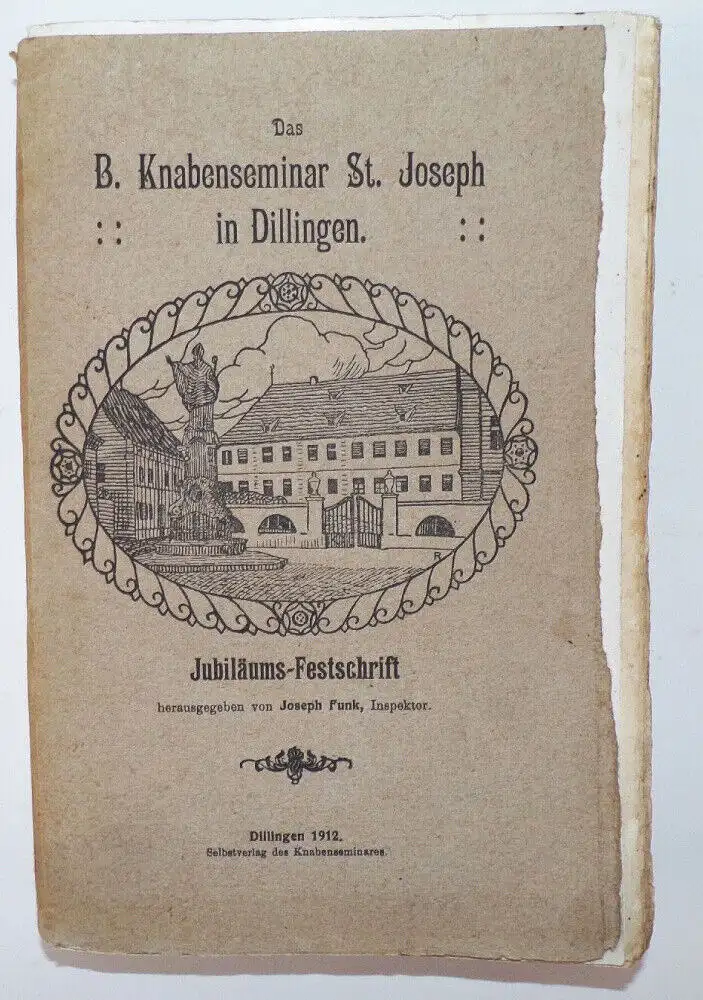 Das
B. Knabenseminar St. Joseph
in Dillingen.
R
Jubiläums-Festschrift
herausgegeben von Joseph Funk, Inspektor.
Dillingen 1912.
Selbstverlag des Knabenseminares.